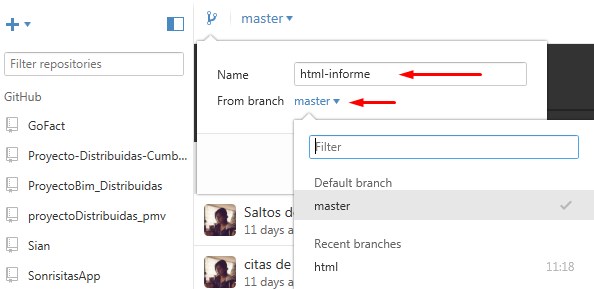 master
Filter repositories
GitHub
GoFact
Proyecto-Distribuidas-Cumb...
ProyectoBim_Distribuidas
proyectoDistribuidas_pmv
Sian
SonrisitasApp
Name html-informe
From branch master
Filter
Default branch
master
Recent branches
html 11:18
Saltos d
11 days a
citas de
11 days a